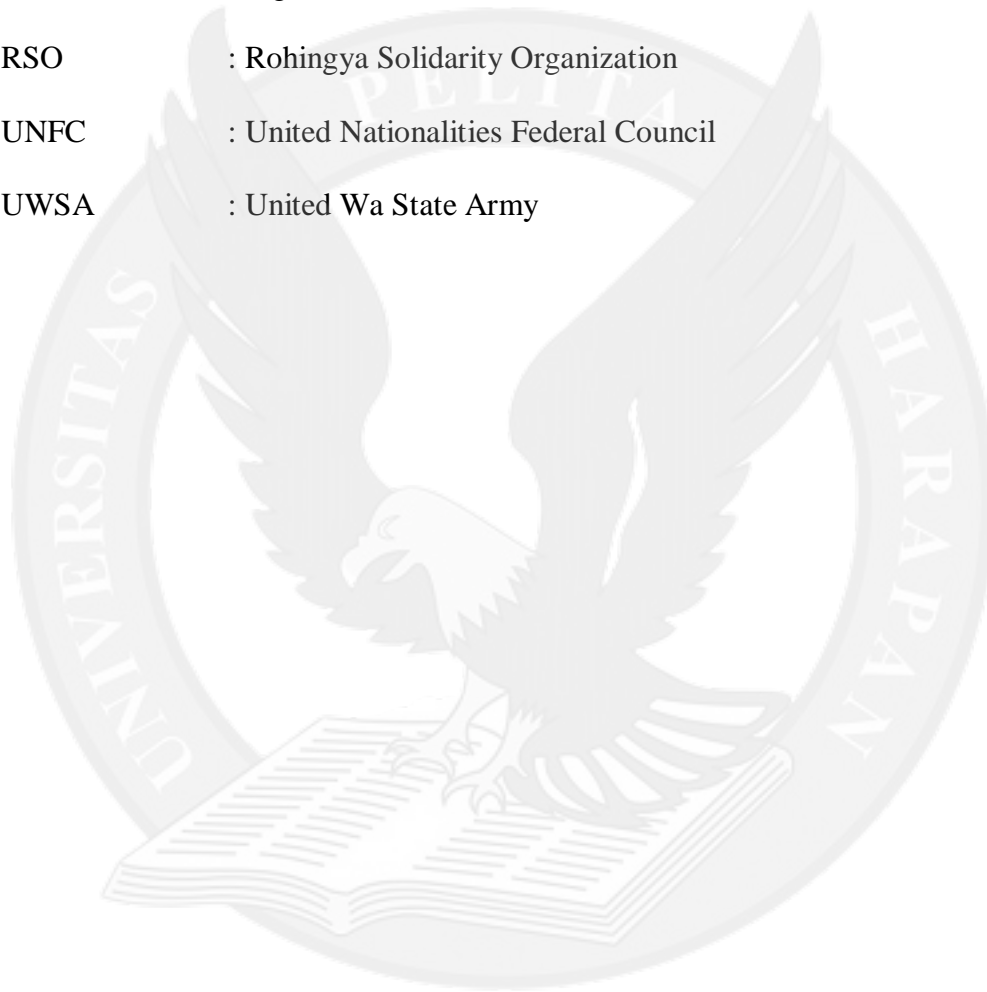 RSO : Rohingya Solidarity Organization
UNFC : United Nationalities Federal Council
UWSA : United Wa State Army
UNIVERSITAS PELITA HARAPAN